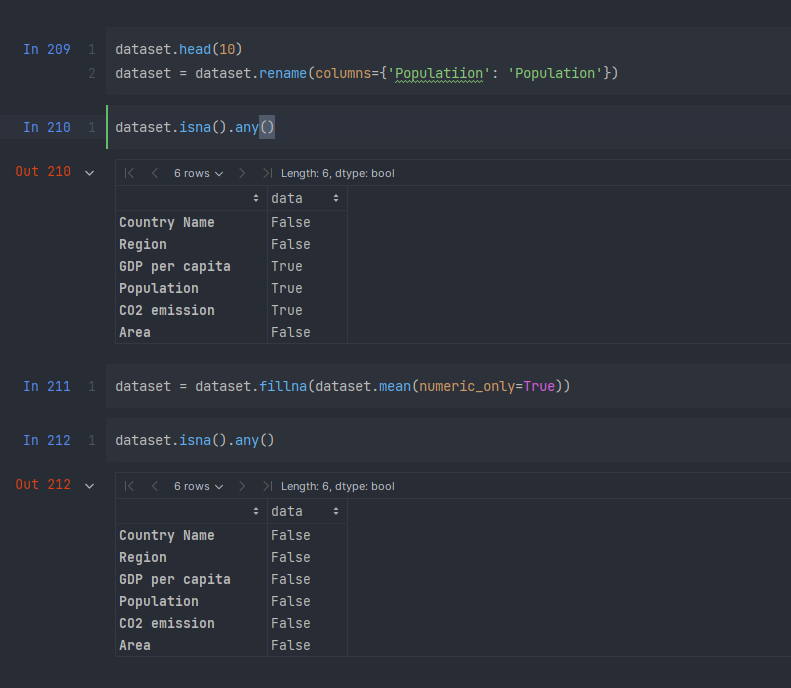 In 209 1 dataset.head(10)
2 dataset = dataset.rename(columns={'Populatiion': 'Population'})
In 210 1 dataset.isna().any()
Out 210 6 rows Length: 6, dtype: bool
data
Country Name False
Region False
GDP per capita True
Population True
CO2 emission True
Area False
In 211 1 dataset = dataset.fillna(dataset.mean(numeric_only=True))
In 212 1 dataset.isna().any()
Out 212 6 rows Length: 6, dtype: bool
data
Country Name False
Region False
GDP per capita False
Population False
CO2 emission False
Area False